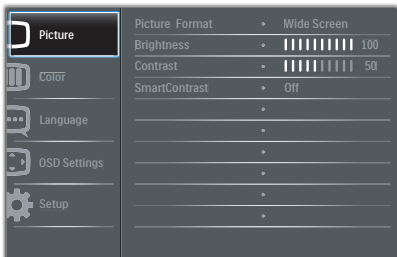 Picture
Color
Language
OSD Settings
Setup
Picture Format • Wide Screen
Brightness • 100
Contrast • 50
SmartContrast • Off
•
•
•
•
•
•